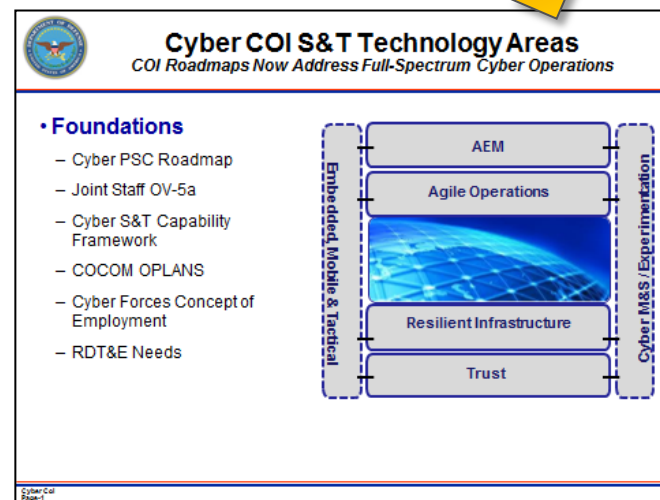 Cyber COI S&T Technology Areas
COI Roadmaps Now Address Full-Spectrum Cyber Operations
• Foundations
– Cyber PSC Roadmap
– Joint Staff OV-5a
– Cyber S&T Capability
Framework
– COCOM OPLANS
– Cyber Forces Concept of
Employment
– RDT&E Needs
Embedded, Mobile & Tactical
AEM
Agile Operations
Resilient Infrastructure
Trust
Cyber M&S / Experimentation
Cyber CoI
Page-1